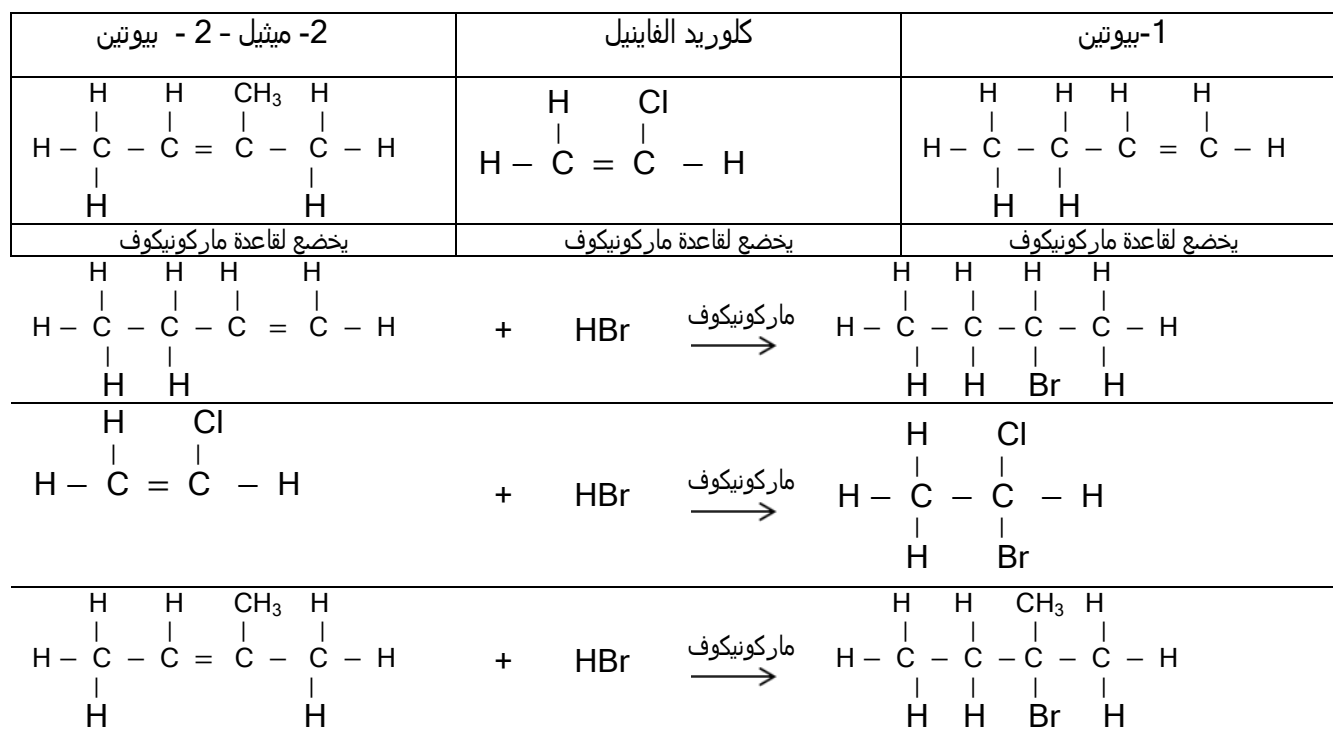 1-بيوتين
كلوريد الفاينيل
2- ميثيل – 2 - بيوتين
H H H H
| | | |
H – C – C – C = C – H
| |
H H
H Cl
| |
H – C = C – H
H H CH₃ H
| | | |
H – C – C = C – C – H
| |
H H
يخضع لقاعدة ماركونيكوف
يخضع لقاعدة ماركونيكوف
يخضع لقاعدة ماركونيكوف
H H H H H H H H
| | | | | | | |
H – C – C – C = C – H + HBr ماركونيكوف → H – C – C – C – C – H
| | | | | |
H H H H Br H
H Cl H Cl
| | | |
H – C = C – H + HBr ماركونيكوف → H – C – C – H
| |
H Br
H H CH₃ H H H CH₃ H
| | | | | | | |
H – C – C = C – C – H + HBr ماركونيكوف → H – C – C – C – C – H
| | | | | |
H H H H Br H